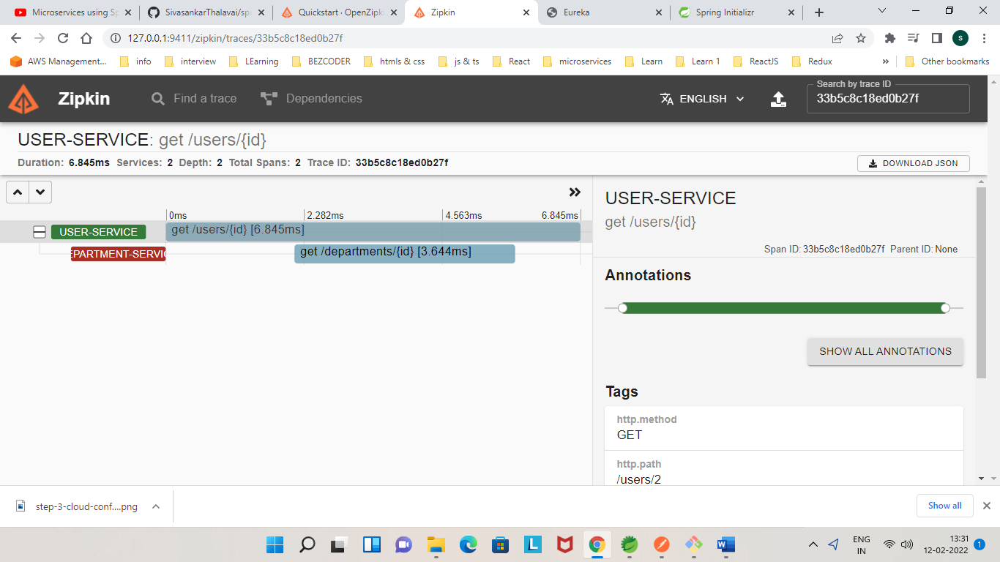 Microservices using Sp
SivasankarThalavai/spr
Quickstart · OpenZipk
Zipkin
Eureka
Spring Initializr
127.0.0.1:9411/zipkin/traces/33b5c8c18ed0b27f
S
AWS Management...
info
interview
LEarning
BEZCODER
htmls & css
js & ts
React
microservices
Learn
Learn 1
ReactJS
Redux
»
Other bookmarks
Zipkin
Find a trace
Dependencies
ENGLISH
Search by trace ID
33b5c8c18ed0b27f
USER-SERVICE: get /users/{id}
Duration: 6.845ms Services: 2 Depth: 2 Total Spans: 2 Trace ID: 33b5c8c18ed0b27f
DOWNLOAD JSON
0ms
2.282ms
4.563ms
6.845ms
USER-SERVICE
get /users/{id} [6.845ms]
EPARTMENT-SERVIC
get /departments/{id} [3.644ms]
USER-SERVICE
get /users/{id}
Span ID: 33b5c8c18ed0b27f Parent ID: None
Annotations
SHOW ALL ANNOTATIONS
Tags
http.method
GET
http.path
/users/2
step-3-cloud-conf....png
Show all
L
W
ENG
IN
13:31
12-02-2022
1